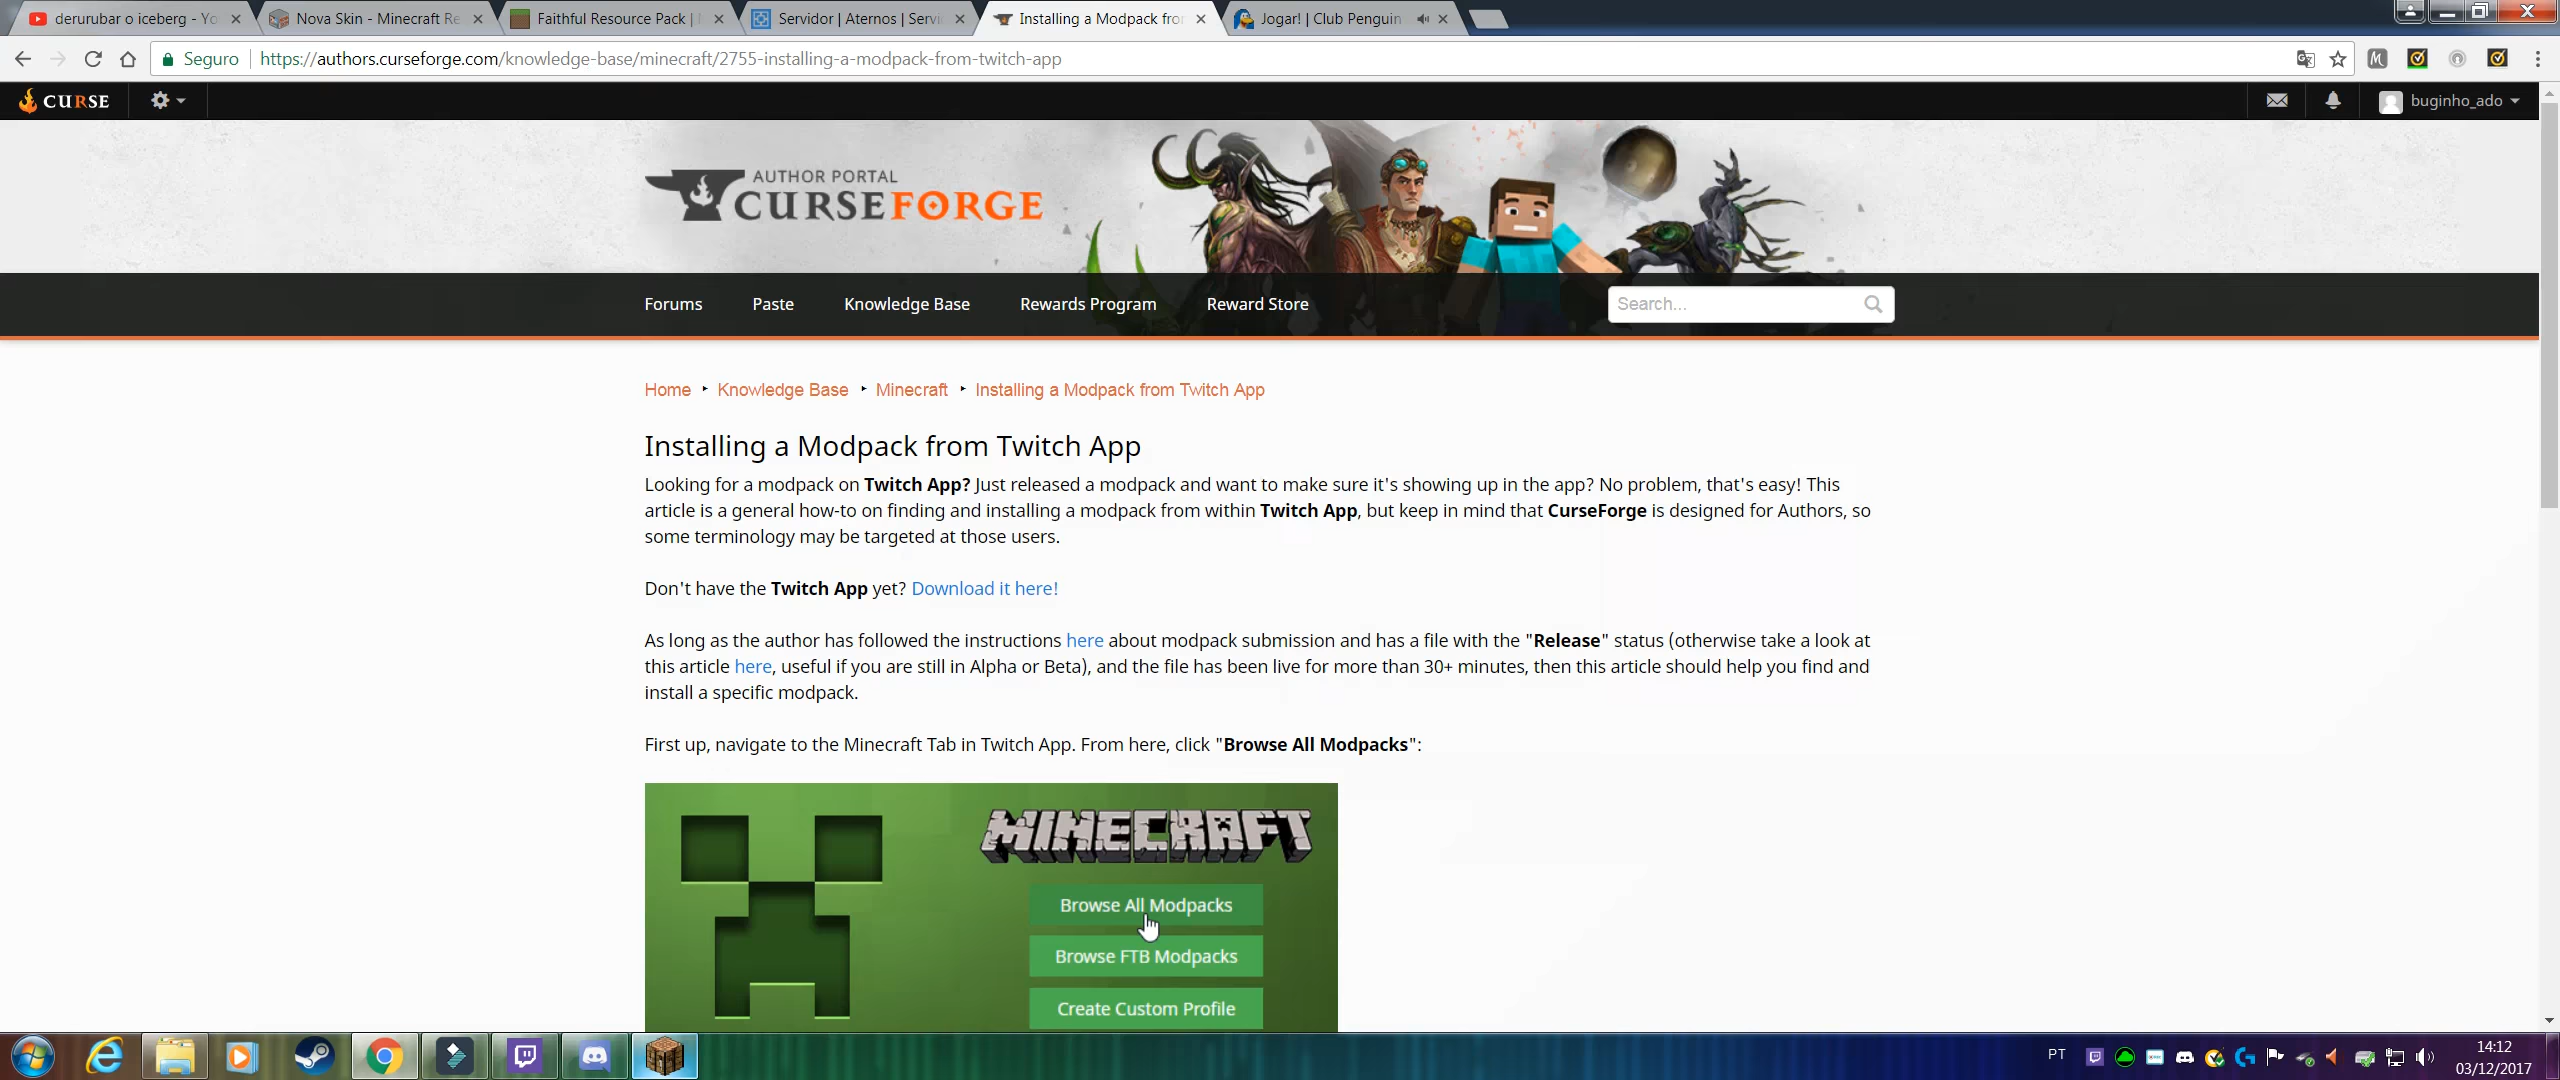 derurubar o iceberg - Yo
Nova Skin - Minecraft Re
Faithful Resource Pack |
Servidor | Aternos | Servi
Installing a Modpack fro
Jogar! | Club Penguin
Seguro
https://authors.curseforge.com/knowledge-base/minecraft/2755-installing-a-modpack-from-twitch-app
CURSE
buginho_ado
AUTHOR PORTAL
CURSEFORGE
Forums
Paste
Knowledge Base
Rewards Program
Reward Store
Search...
Home
Knowledge Base
Minecraft
Installing a Modpack from Twitch App
Installing a Modpack from Twitch App
Looking for a modpack on Twitch App? Just released a modpack and want to make sure it's showing up in the app? No problem, that's easy! This
article is a general how-to on finding and installing a modpack from within Twitch App, but keep in mind that CurseForge is designed for Authors, so
some terminology may be targeted at those users.
Don't have the Twitch App yet? Download it here!
As long as the author has followed the instructions here about modpack submission and has a file with the "Release" status (otherwise take a look at
this article here, useful if you are still in Alpha or Beta), and the file has been live for more than 30+ minutes, then this article should help you find and
install a specific modpack.
First up, navigate to the Minecraft Tab in Twitch App. From here, click "Browse All Modpacks":
MINECRAFT
Browse All Modpacks
Browse FTB Modpacks
Create Custom Profile
PT
14:12
03/12/2017